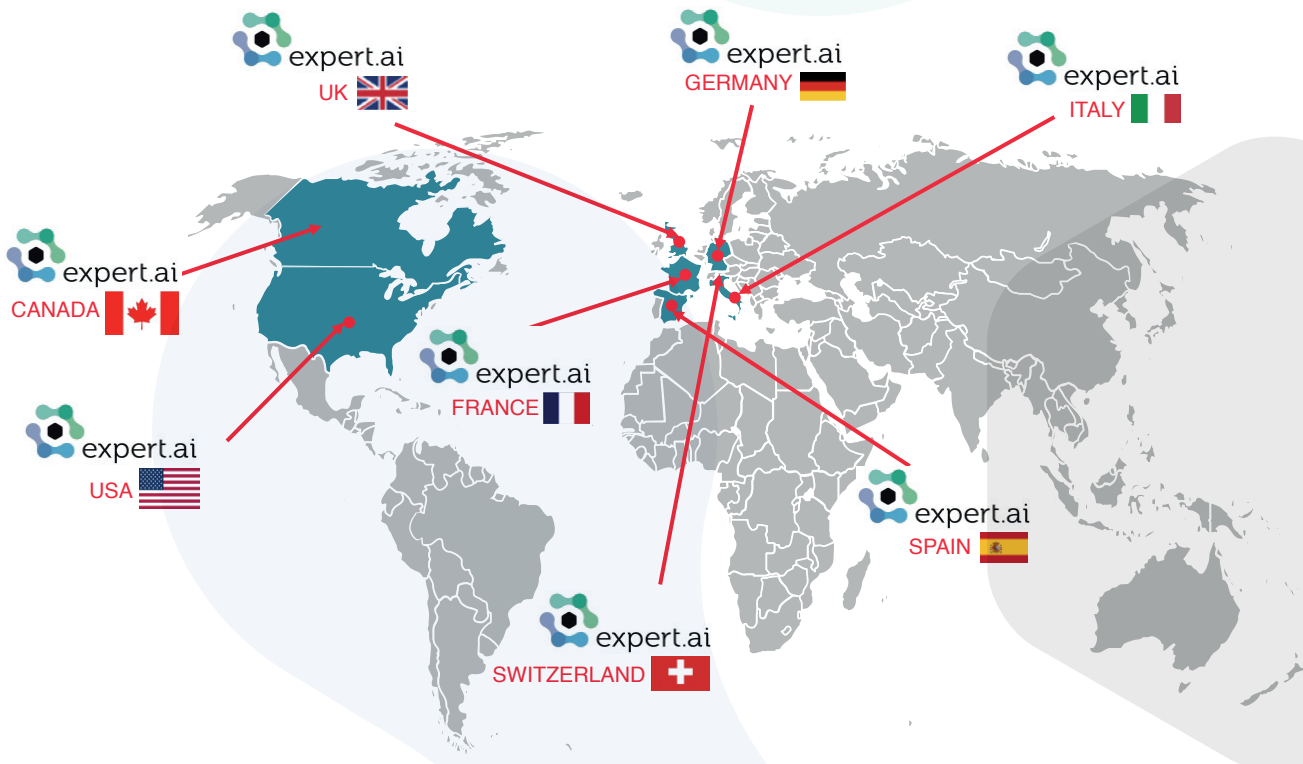 expert.ai
UK
expert.ai
GERMANY
expert.ai
ITALY
expert.ai
CANADA
expert.ai
FRANCE
expert.ai
USA
expert.ai
SPAIN
expert.ai
SWITZERLAND